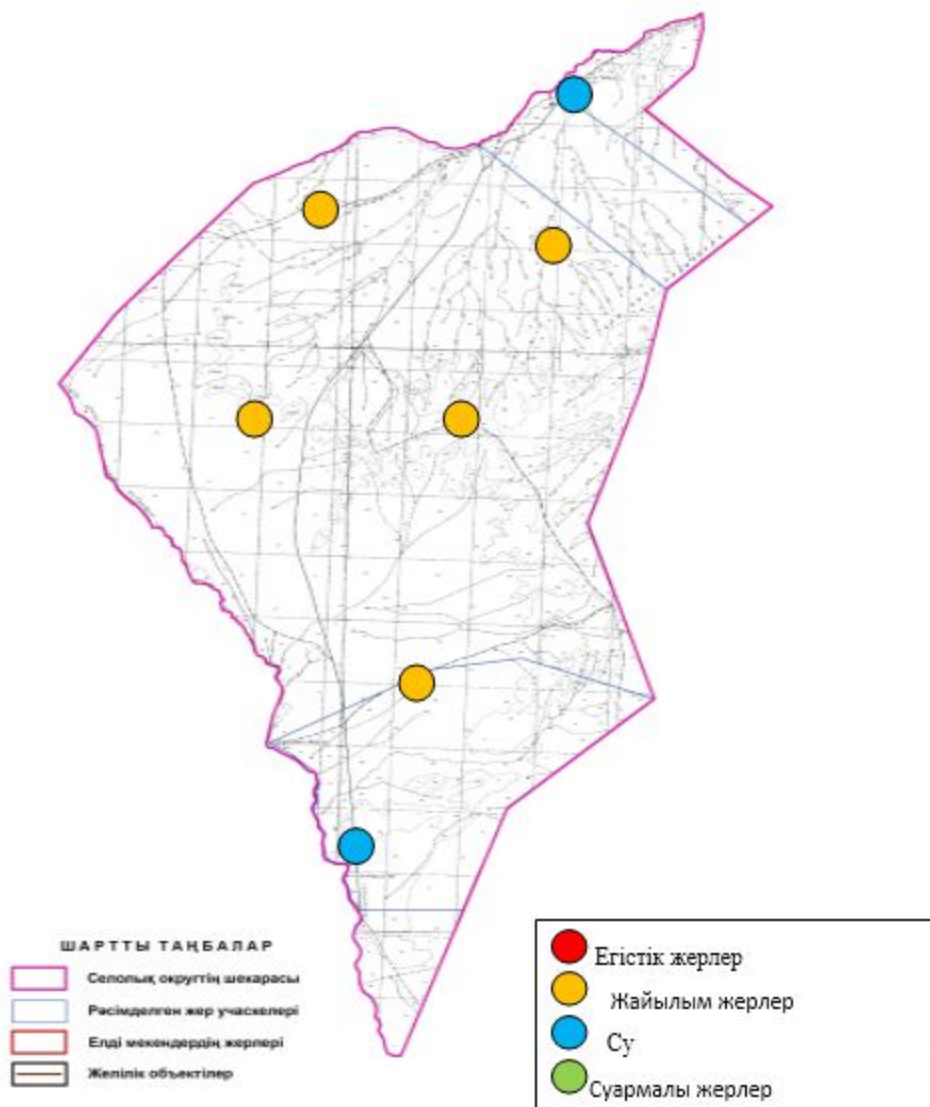 ШАРТТЫ ТАҢБАЛАР
Селолық округтің шекарасы
Рәсімделген жер учаскелері
Елді мекендердің жерлері
Желілік объектілер
Егістік жерлер
Жайылым жерлер
Су
Суармалы жерлер